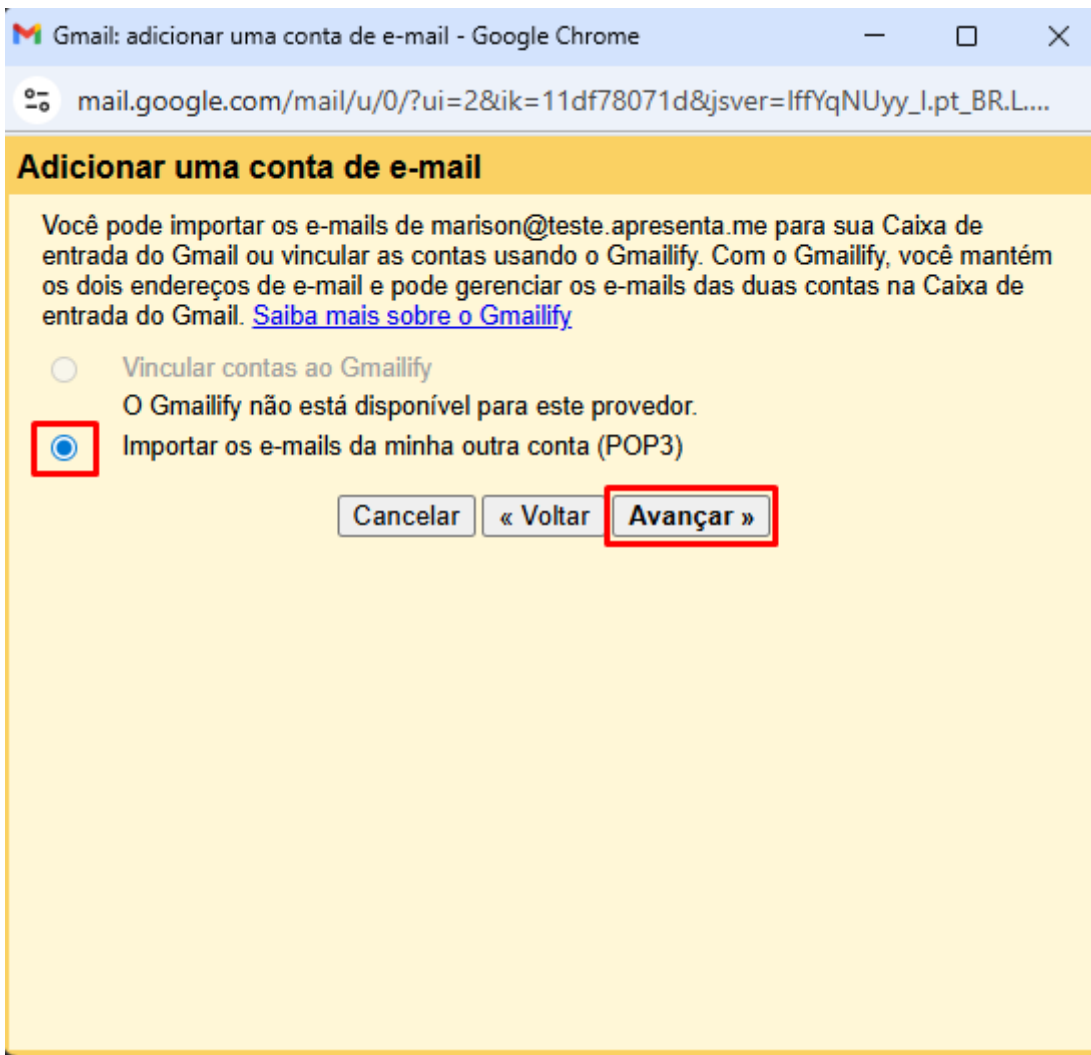 Gmail: adicionar uma conta de e-mail - Google Chrome
mail.google.com/mail/u/0/?ui=2&ik=11df78071d&jsver=IffYqNUyy_I.pt_BR.L....
Adicionar uma conta de e-mail
Você pode importar os e-mails de marison@teste.apresenta.me para sua Caixa de
entrada do Gmail ou vincular as contas usando o Gmailify. Com o Gmailify, você mantém
os dois endereços de e-mail e pode gerenciar os e-mails das duas contas na Caixa de
entrada do Gmail. Saiba mais sobre o Gmailify
Vincular contas ao Gmailify
O Gmailify não está disponível para este provedor.
Importar os e-mails da minha outra conta (POP3)
Cancelar « Voltar Avançar »